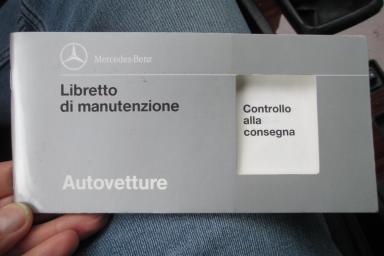 Mercedes-Benz
Libretto
di manutenzione
Controllo
alla
consegna
Autovetture